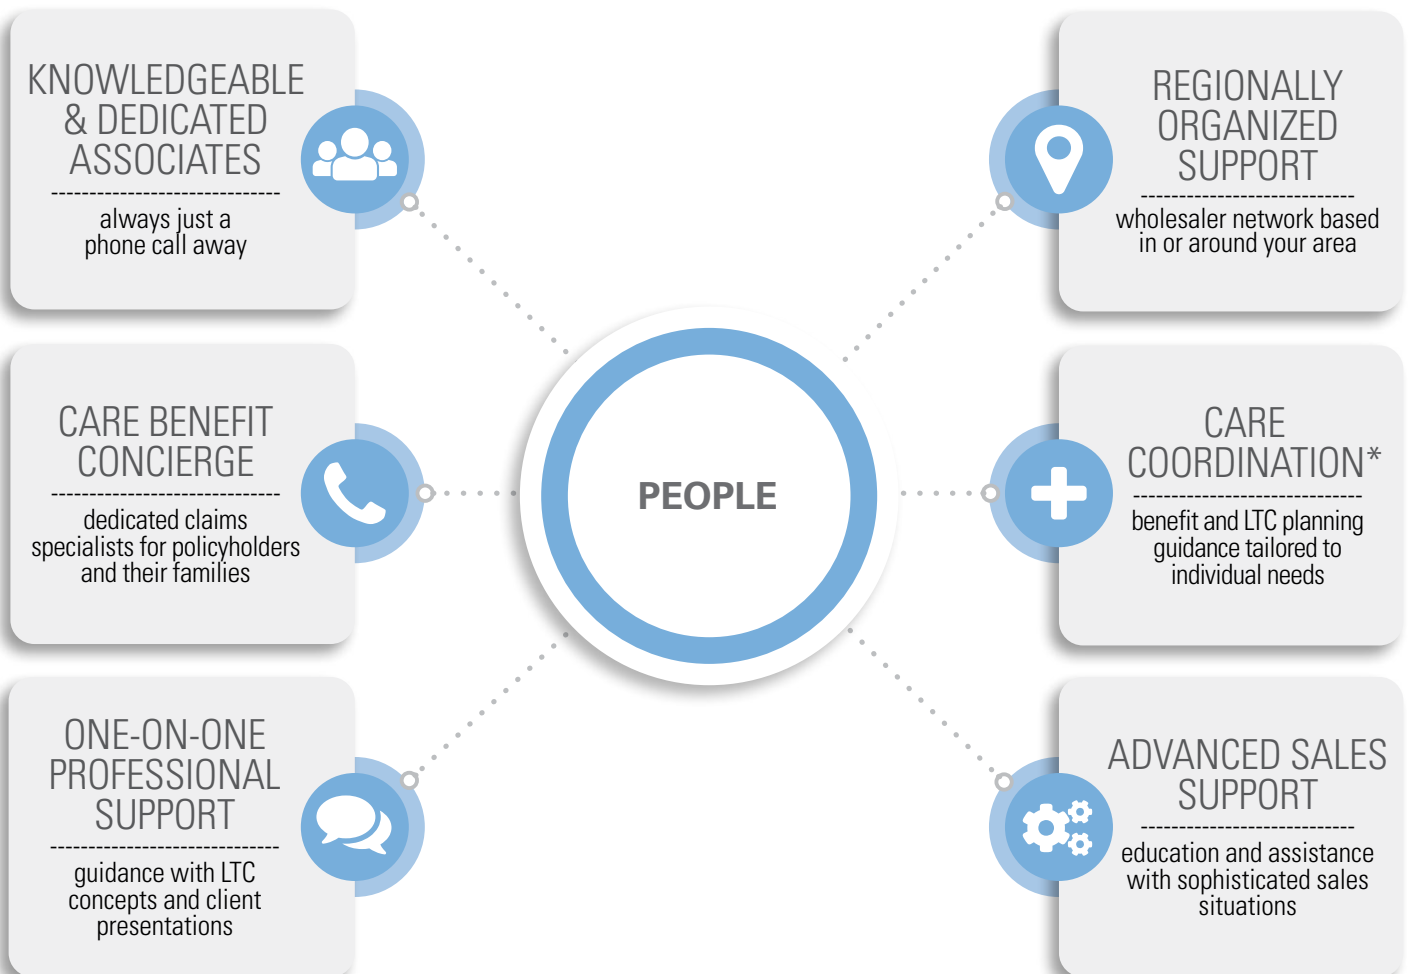 KNOWLEDGEABLE
& DEDICATED
ASSOCIATES
always just a
phone call away
CARE BENEFIT
CONCIERGE
dedicated claims
specialists for policyholders
and their families
ONE-ON-ONE
PROFESSIONAL
SUPPORT
guidance with LTC
concepts and client
presentations
PEOPLE
REGIONALLY
ORGANIZED
SUPPORT
wholesaler network based
in or around your area
CARE
COORDINATION*
benefit and LTC planning
guidance tailored to
individual needs
ADVANCED SALES
SUPPORT
education and assistance
with sophisticated sales
situations